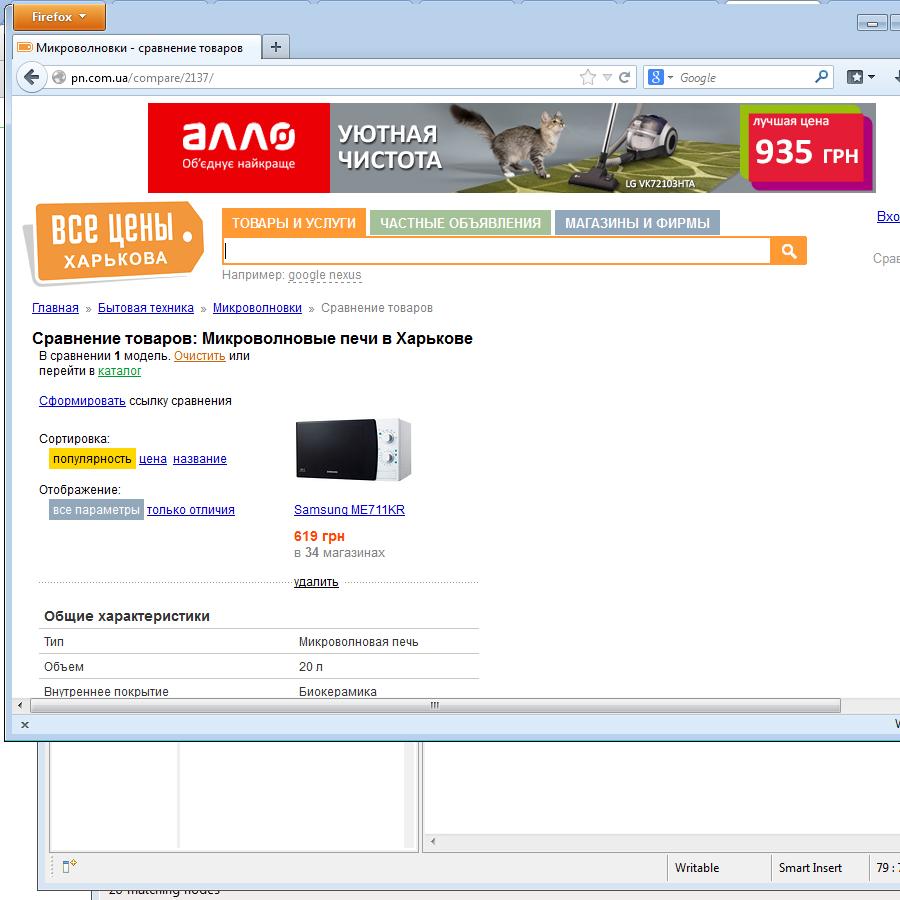 Firefox
Микроволновки - сравнение товаров
pn.com.ua/compare/2137/
Google
алло
Об'єднує найкраще
УЮТНАЯ
ЧИСТОТА
LG VK72103HTA
лучшая цена
935 ГРН
ВСЕ ЦЕНЫ
ХАРЬКОВА
ТОВАРЫ И УСЛУГИ
ЧАСТНЫЕ ОБЪЯВЛЕНИЯ
МАГАЗИНЫ И ФИРМЫ
Например: google nexus
Главная » Бытовая техника » Микроволновки » Сравнение товаров
Сравнение товаров: Микроволновые печи в Харькове
В сравнении 1 модель. Очистить или
перейти в каталог
Сформировать ссылку сравнения
Сортировка:
популярность цена название
Отображение:
все параметры только отличия
Samsung ME711KR
619 грн
в 34 магазинах
удалить
Общие характеристики
Тип Микроволновая печь
Объем 20 л
Внутреннее покрытие Биокерамика
Writable
Smart Insert
79 :
matching nodes